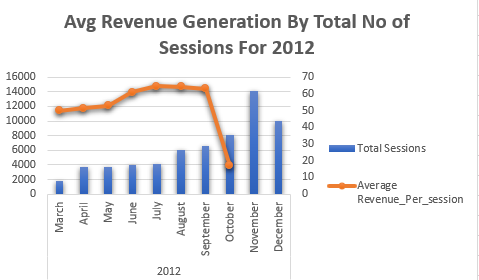 Avg Revenue Generation By Total No of
Sessions For 2012
16000
14000
12000
10000
8000
6000
4000
2000
0
70
60
50
40
30
20
10
0
March
April
May
June
July
August
September
October
November
December
2012
Total Sessions
Average
Revenue_Per_session